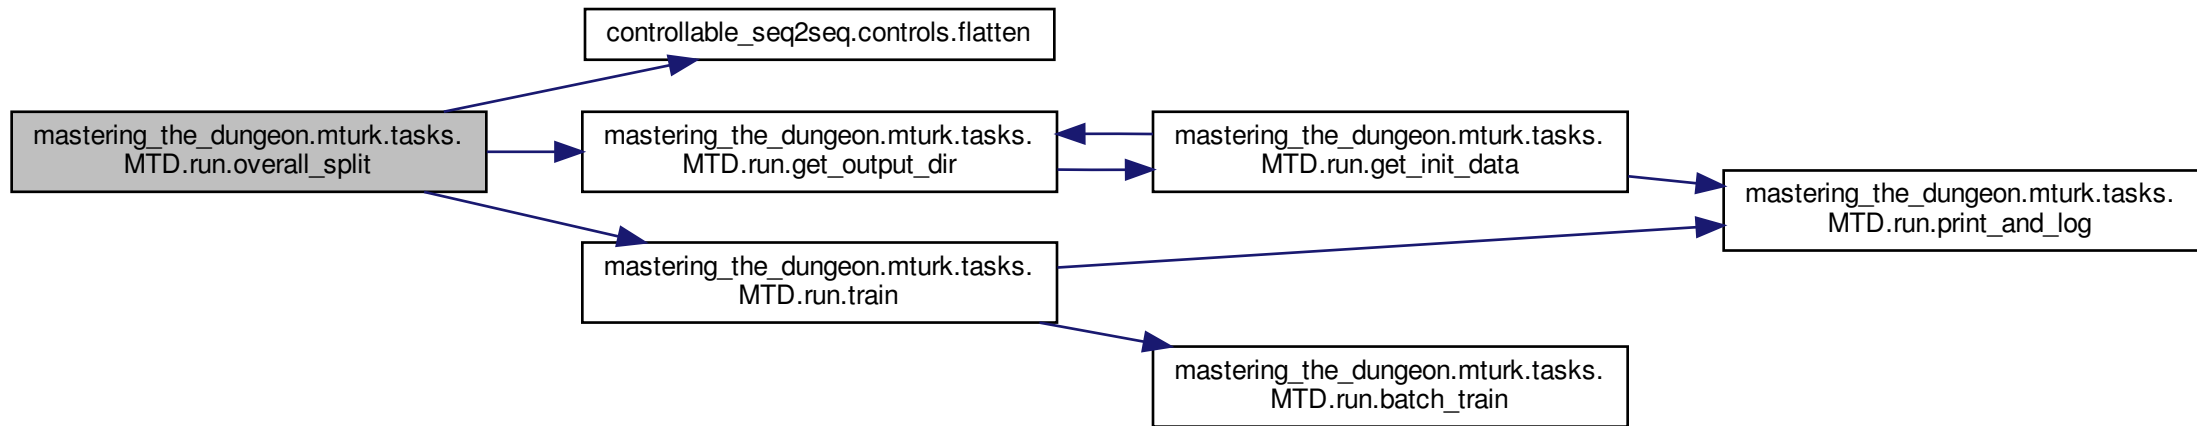 controllable_seq2seq.controls.flatten
mastering_the_dungeon.mturk.tasks.
MTD.run.overall_split
mastering_the_dungeon.mturk.tasks.
MTD.run.get_output_dir
mastering_the_dungeon.mturk.tasks.
MTD.run.get_init_data
mastering_the_dungeon.mturk.tasks.
MTD.run.print_and_log
mastering_the_dungeon.mturk.tasks.
MTD.run.train
mastering_the_dungeon.mturk.tasks.
MTD.run.batch_train